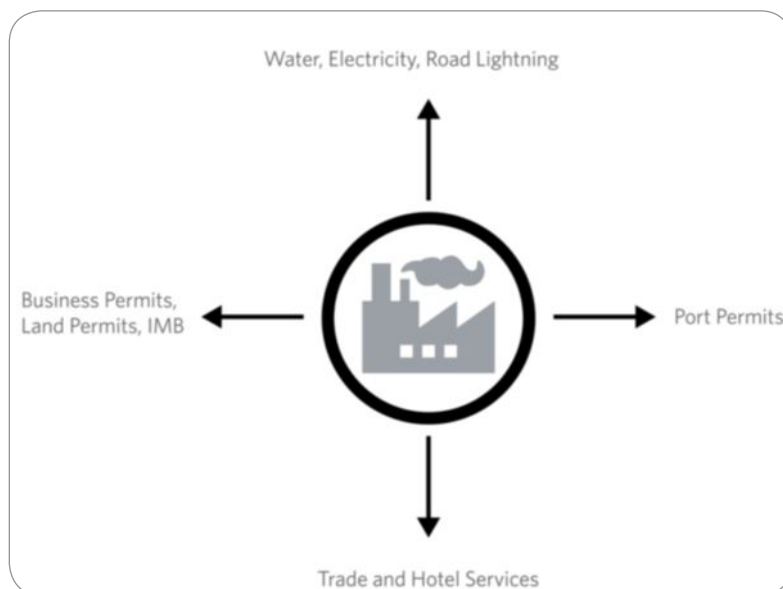 Water, Electricity, Road Lightning
Business Permits,
Land Permits, IMB
Port Permits
Trade and Hotel Services